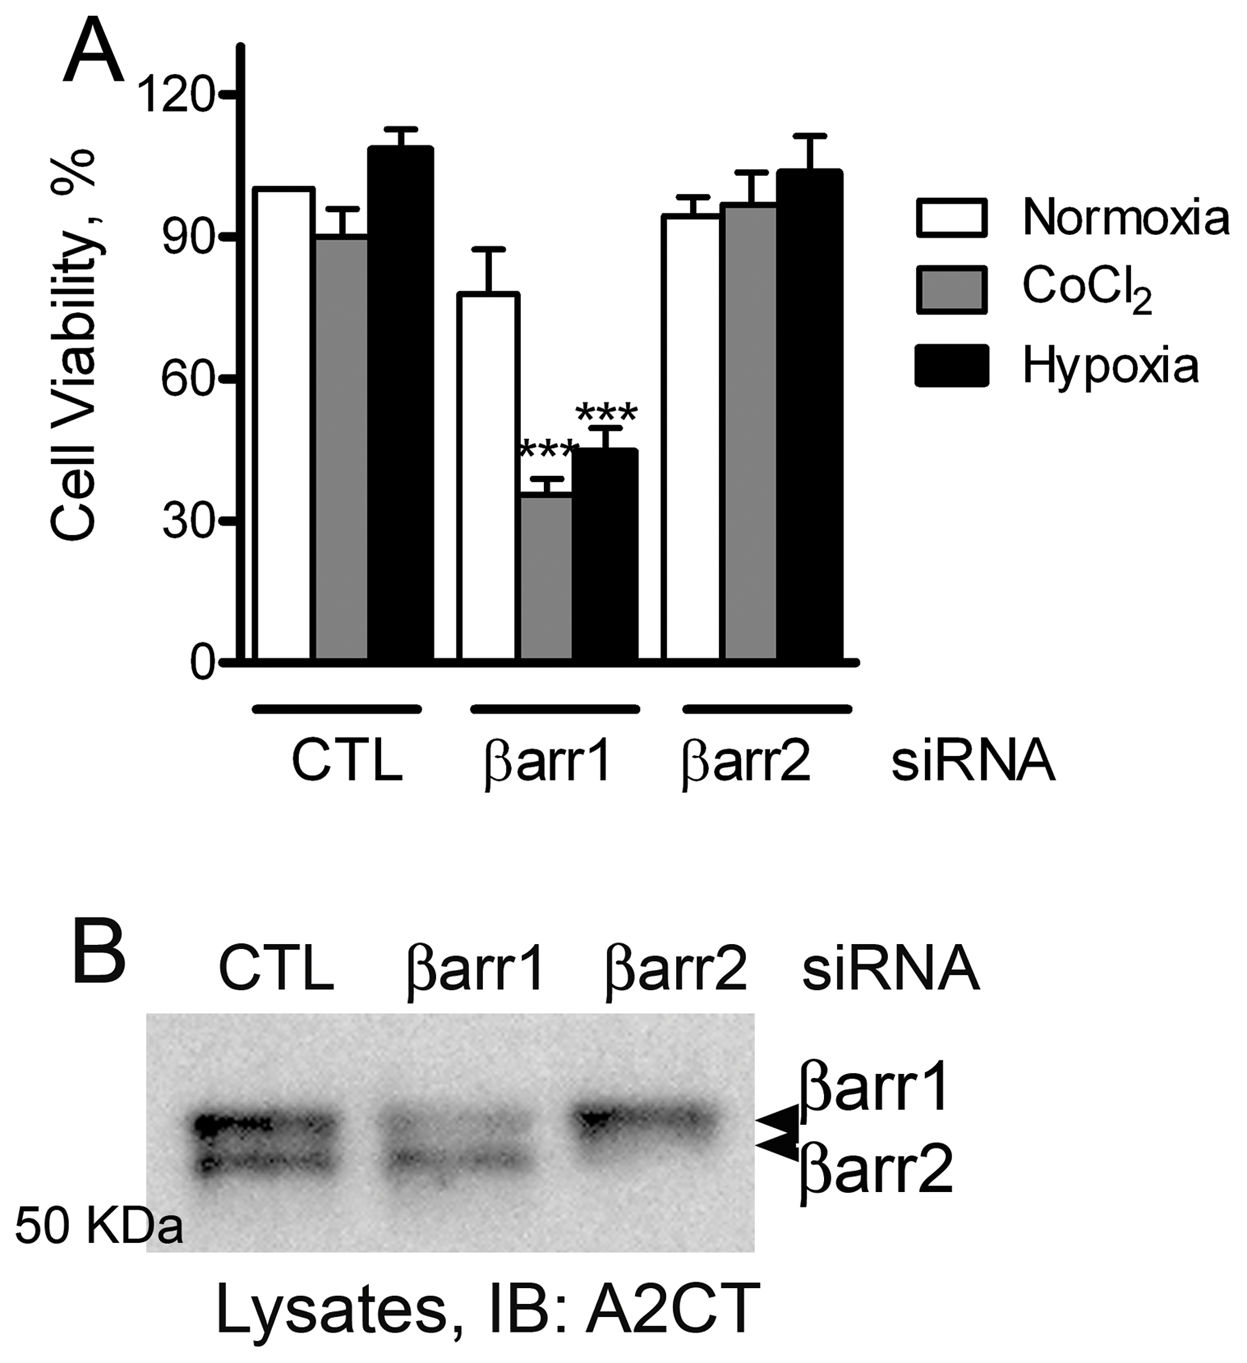 A
120
90
60
30
0
Cell Viability, %
***
***
Normoxia
CoCl₂
Hypoxia
CTL βarr1 βarr2 siRNA
B
CTL βarr1 βarr2 siRNA
βarr1
βarr2
50 KDa
Lysates, IB: A2CT